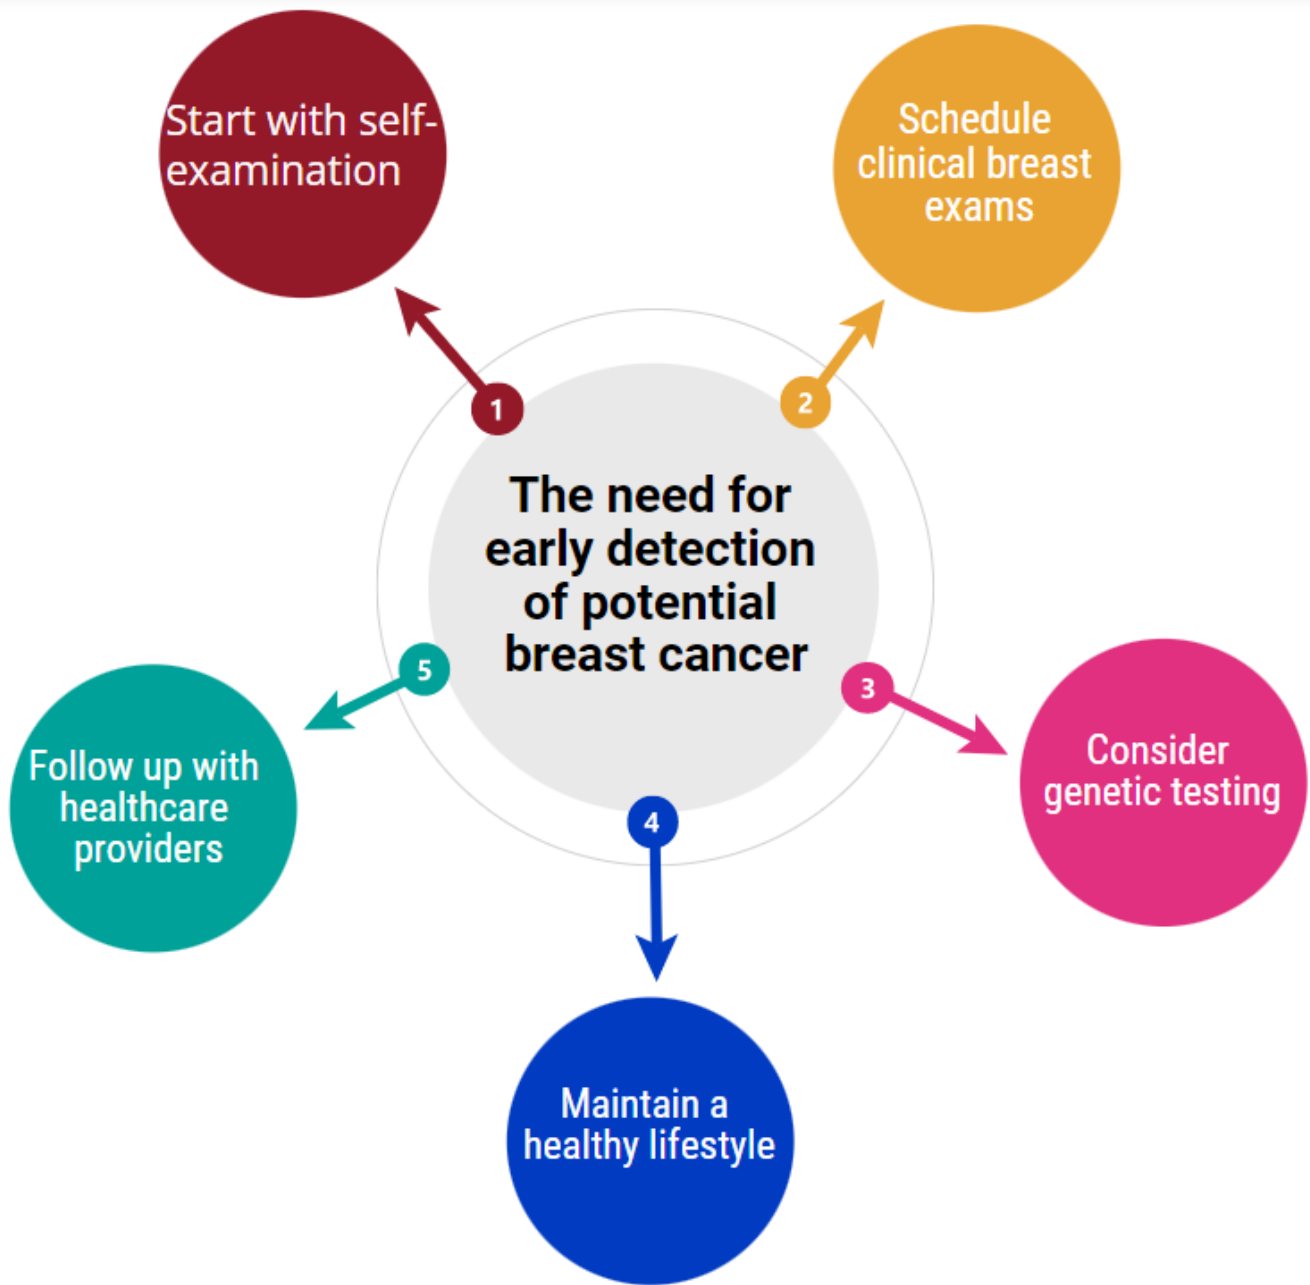 Start with self-
examination
Schedule
clinical breast
exams
1
2
The need for
early detection
of potential
breast cancer
5
3
Follow up with
healthcare
providers
Consider
genetic testing
4
Maintain a
healthy lifestyle